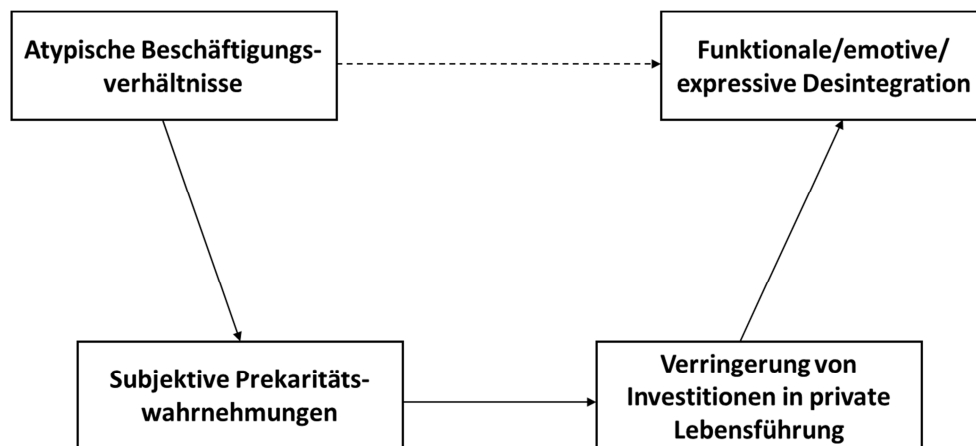 Atypische Beschäftigungs-
verhältnisse
Funktionale/emotive/
expressive Desintegration
Subjektive Prekaritäts-
wahrnehmungen
Verringerung von
Investitionen in private
Lebensführung